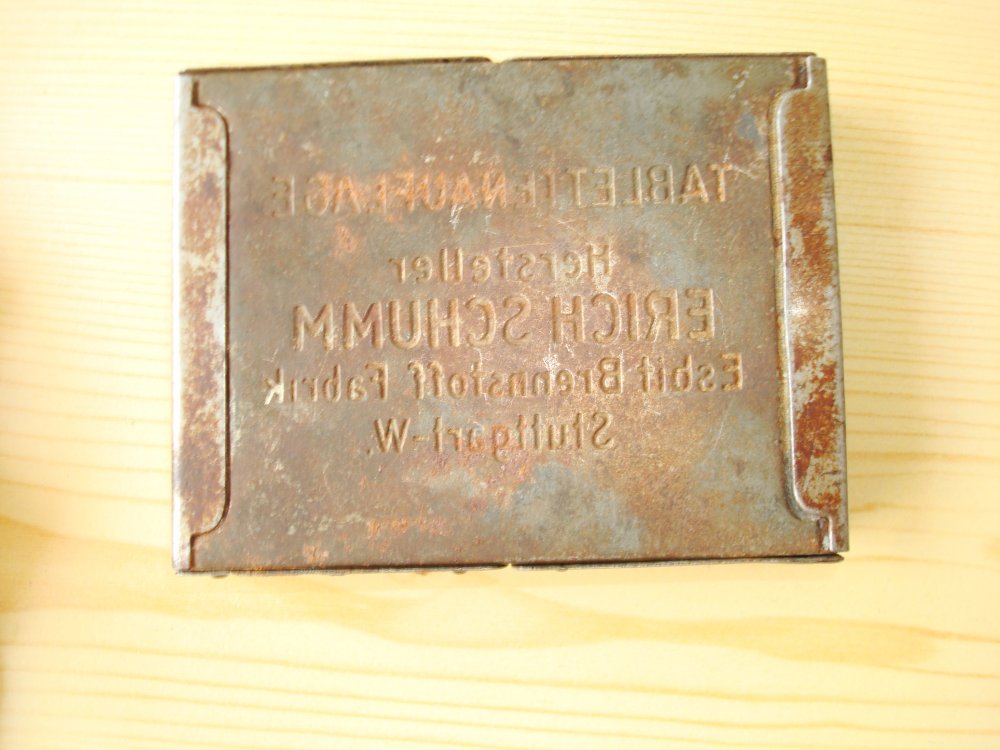 TABLETTENAUFLAGE
Hersteller
ERICH SCHUMM
Esbit Brennstoff Fabrik
Stuttgart-W.